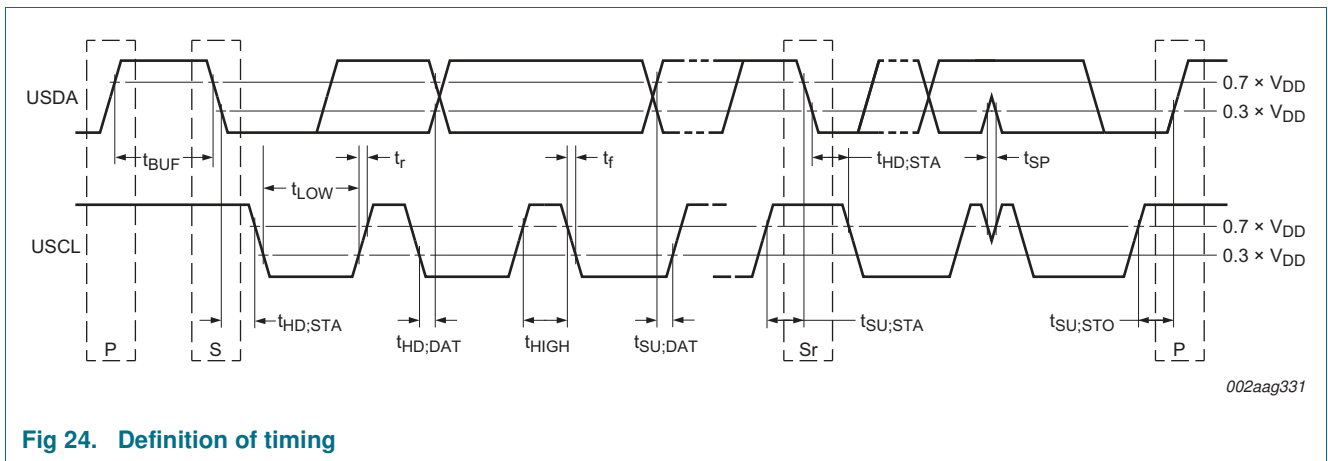 0.7 × VDD
USDA
0.3 × VDD
tBUF
tr
tf
tHD;STA
tSP
tLOW
0.7 × VDD
USCL
0.3 × VDD
tHD;STA
tHD;DAT
tHIGH
tSU;DAT
tSU;STA
tSU;STO
P
S
Sr
P
002aag331
Fig 24. Definition of timing